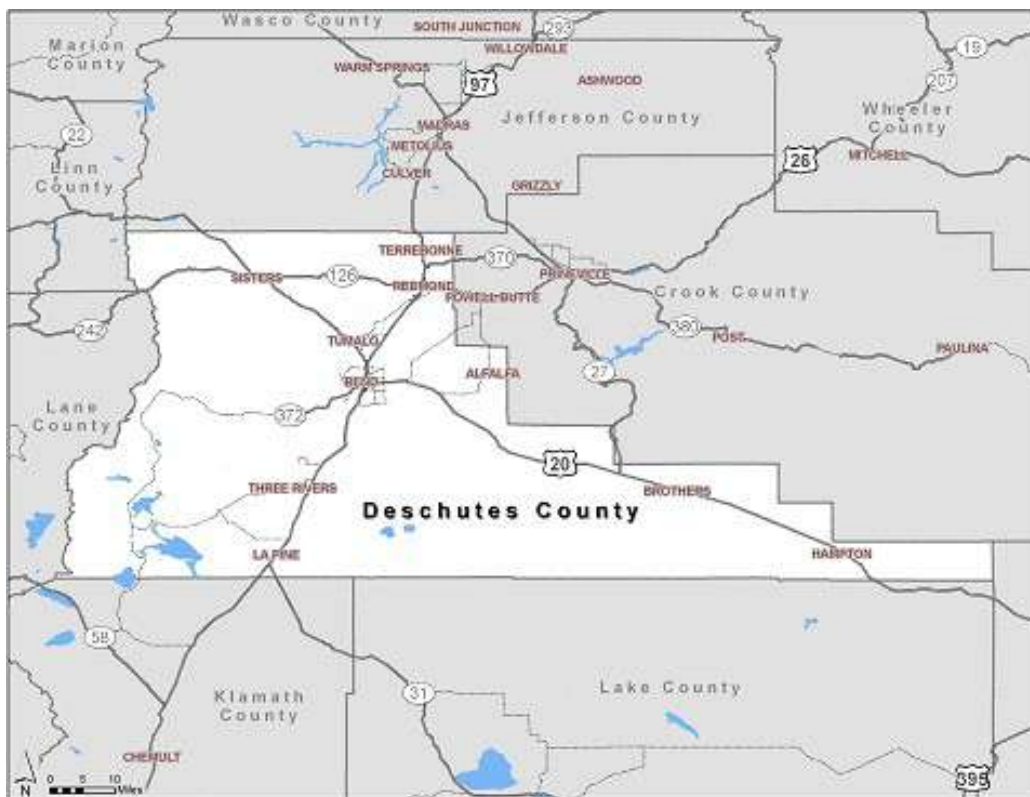 Wasco County
SOUTH JUNCTION
293
Marion
County
WILLOWDALE
19
WARM SPRINGS
97
ASHWOOD
207
Wheeler
County
22
MADRAS
Jefferson County
METOLIUS
26
MITCHELL
Linn
County
CULVER
GRIZZLY
TERREBONNE
370
SISTERS
126
PRINEVILLE
REDMOND
POWELL BUTTE
Crook County
242
TUMALO
380
POST
PAULINA
BEND
ALFALFA
27
Lane
County
372
20
THREE RIVERS
BROTHERS
Deschutes County
LA PINE
HAMPTON
58
Klamath
County
31
Lake County
CHEMULT
395
N
0 5 10
Miles